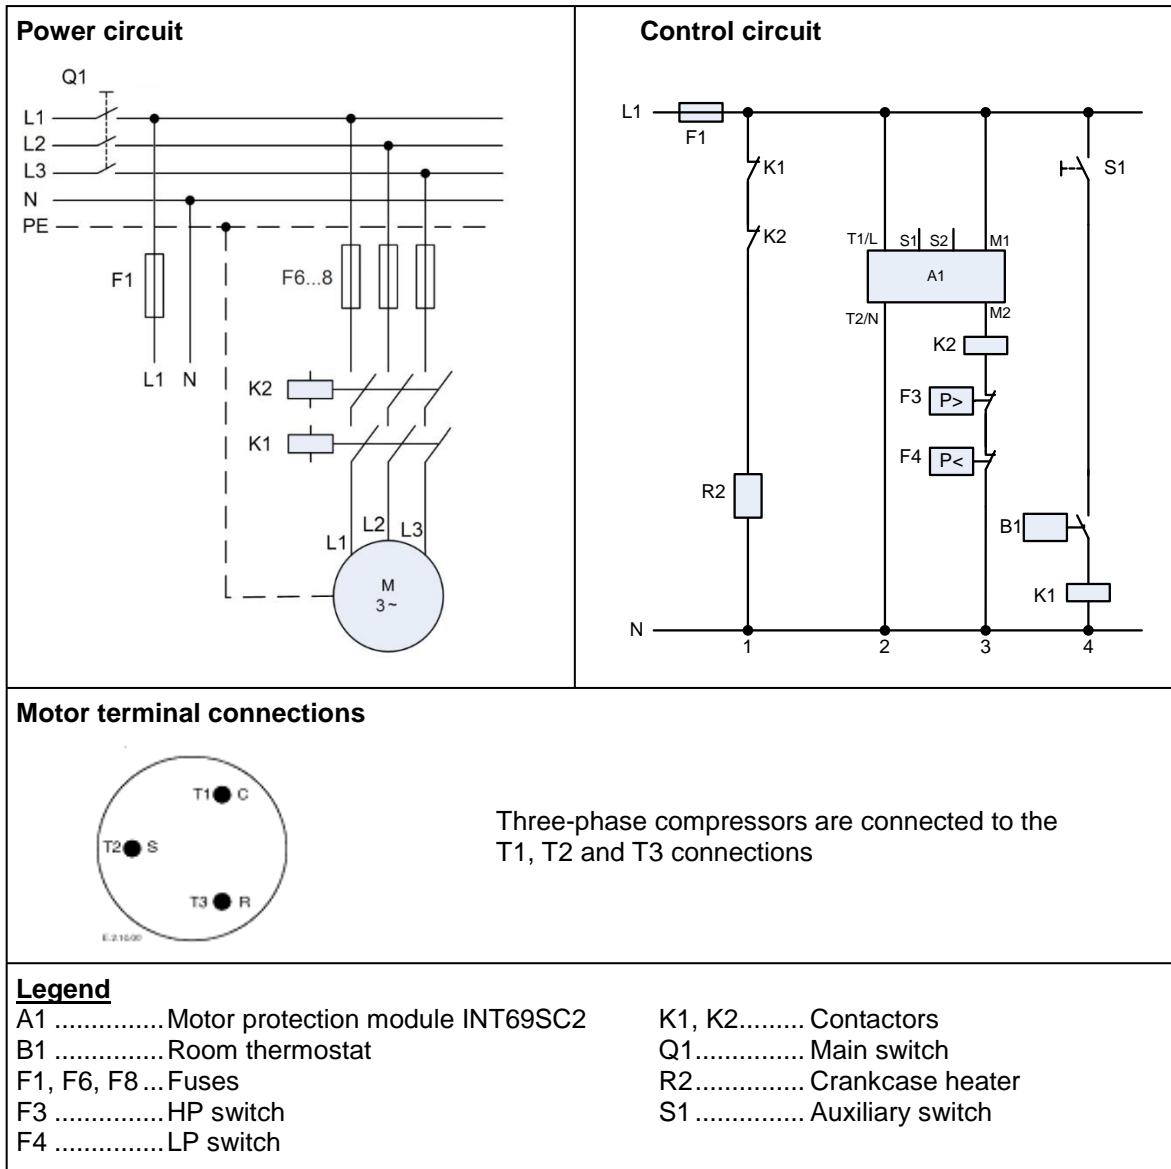 Power circuit
Q1
L1
L2
L3
N
PE
F1
F6...8
L1 N
K2
K1
L1
L2
L3
M
3~
Control circuit
L1
F1
K1
K2
S1
T1/L S1 S2 M1
A1
T2/N M2
K2
F3 P>
F4 P<
R2
B1
K1
N
1 2 3 4
Motor terminal connections
T1 C
T2 S
T3 R
E.2.10.00
Three-phase compressors are connected to the
T1, T2 and T3 connections
Legend
A1 ...............Motor protection module INT69SC2
B1 ...............Room thermostat
F1, F6, F8 ...Fuses
F3 ...............HP switch
F4 ...............LP switch
K1, K2......... Contactors
Q1............... Main switch
R2............... Crankcase heater
S1 ............... Auxiliary switch